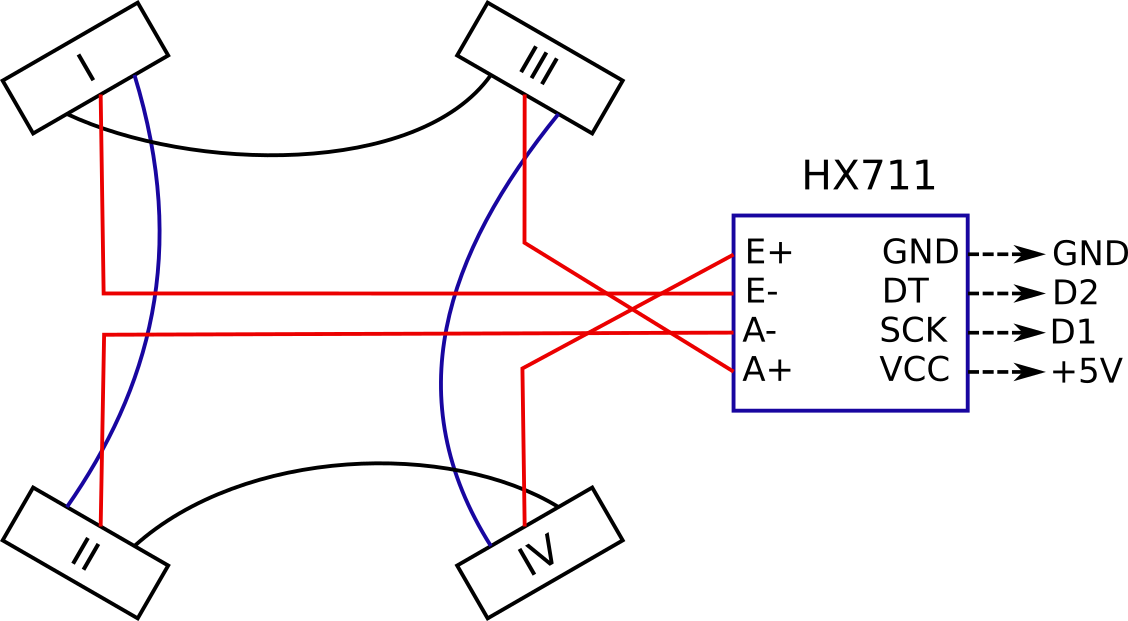 I
III
HX711
E+ GND GND
E- DT D2
A- SCK D1
A+ VCC +5V
II
IV